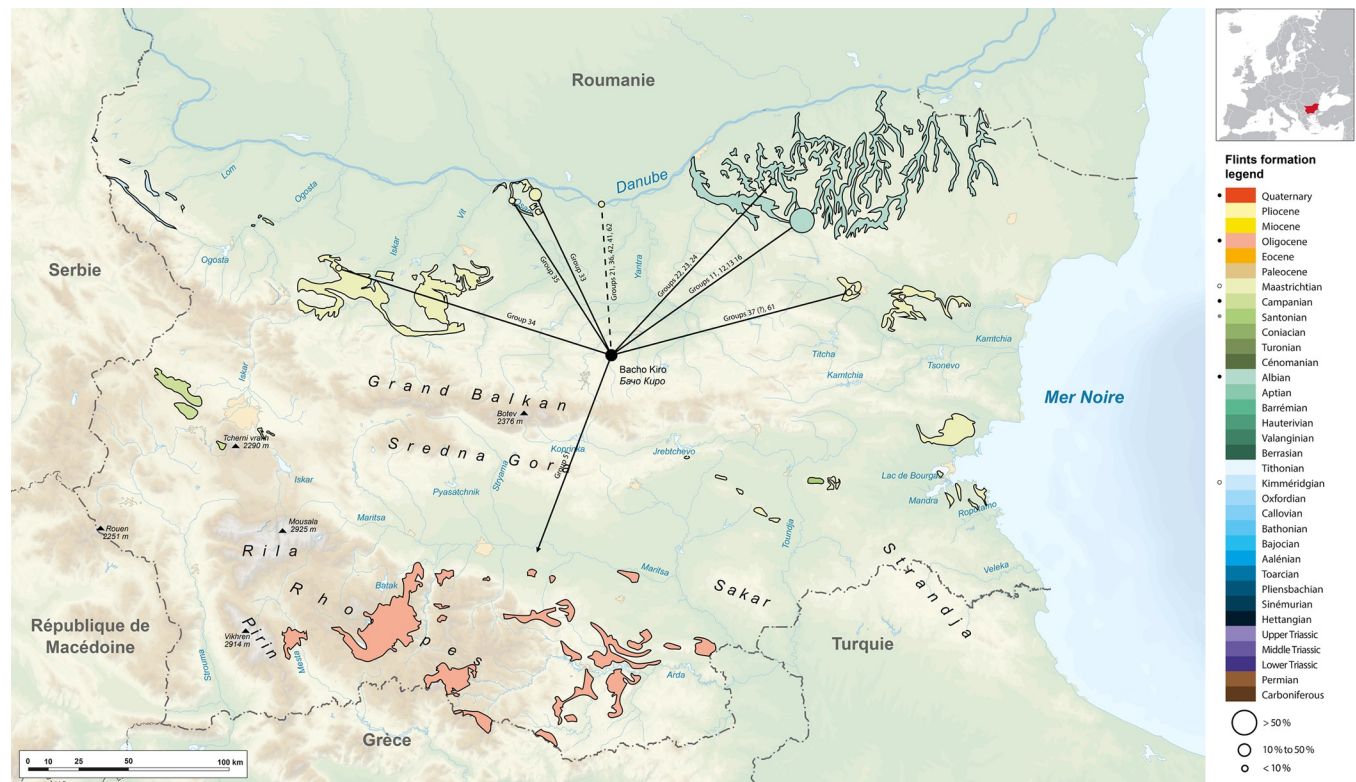 Roumanie
Danube
Lom
Ogosta
Vit
Iskar
Osam
Yantra
Ogosta
Serbie
Group 35
Group 33
Groups 21, 36, 42, 41, 62
Groups 22, 23, 24
Groups 11, 12,13 16
Group 34
Groups 37 (?), 61
Bacho Kiro
Бачо Киро
Titcha
Kamtchia
Tsonevo
Kamtchia
Iskar
Grand Balkan
Botev
2376 m
Mer Noire
Tcherni vrakh
2290 m
Sredna Gora
Koprinka
Jrebtchevo
Group 51
Stryama
Iskar
Pyasatchnik
Lac de Bourgas
Mandra
Ropotamo
Rouen
2251 m
Mousala
2925 m
Maritsa
Toundja
Rila
Batak
Maritsa
Sakar
Strandja
Veleka
Rhodopes
République de
Macédoine
Pirin
Vikhren
2914 m
Mesta
Strouma
Arda
Turquie
Grèce
0 10 25 50 100 km
Flints formation
legend
Quaternary
Pliocene
Miocene
Oligocene
Eocene
Paleocene
Maastrichtian
Campanian
Santonian
Coniacian
Turonian
Cénomanian
Albian
Aptian
Barrémian
Hauterivian
Valanginian
Berrasian
Tithonian
Kimméridgian
Oxfordian
Callovian
Bathonian
Bajocian
Aalénian
Toarcian
Pliensbachian
Sinémurian
Hettangian
Upper Triassic
Middle Triassic
Lower Triassic
Permian
Carboniferous
> 50 %
10 % to 50 %
< 10 %